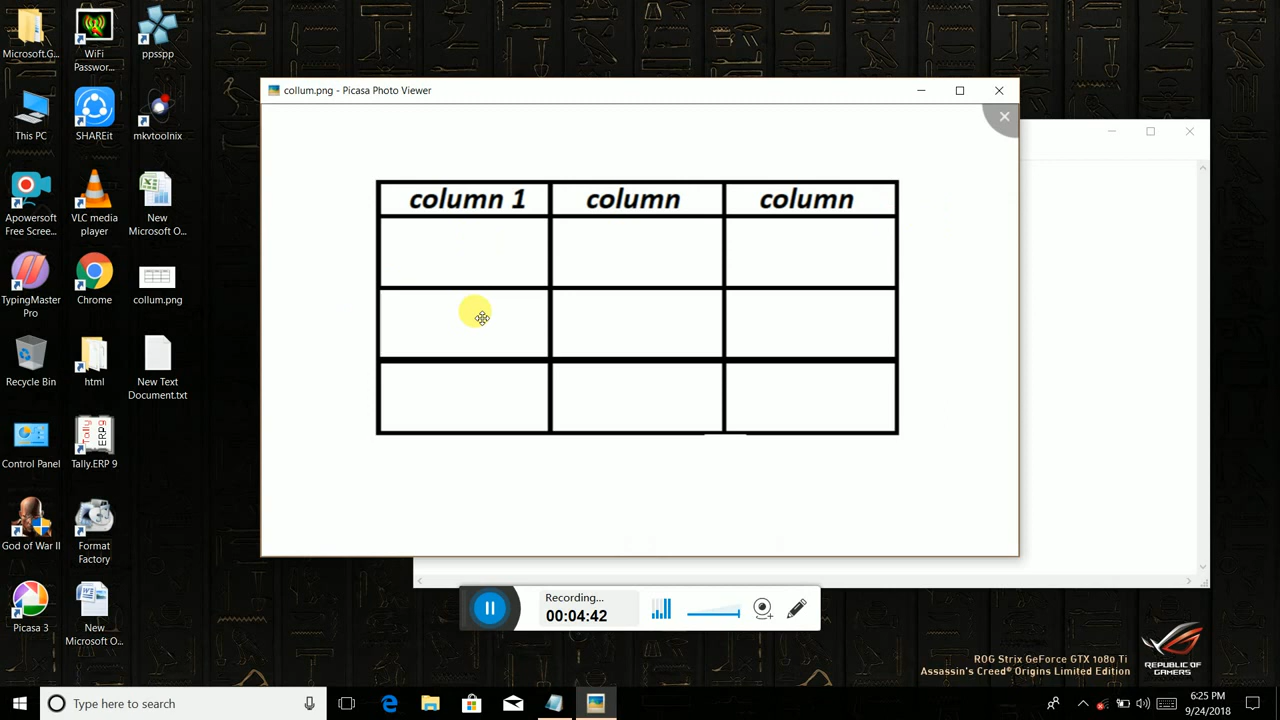 Microsoft.G...
WiFi
Passwor...
ppsspp
This PC
SHAREit
mkvtoolnix
Apowersoft
Free Scree...
VLC media
player
New
Microsoft O...
TypingMaster
Pro
Chrome
collum.png
Recycle Bin
html
New Text
Document.txt
Control Panel
Tally.ERP 9
God of War II
Format
Factory
Picasa 3
New
Microsoft O...
collum.png - Picasa Photo Viewer
column 1 column column
Recording...
00:04:42
ROG Strix GeForce GTX 1080 Ti
Assassin's Creed® Origins Limited Edition
REPUBLIC OF
GAMERS
Type here to search
6:25 PM
9/24/2018